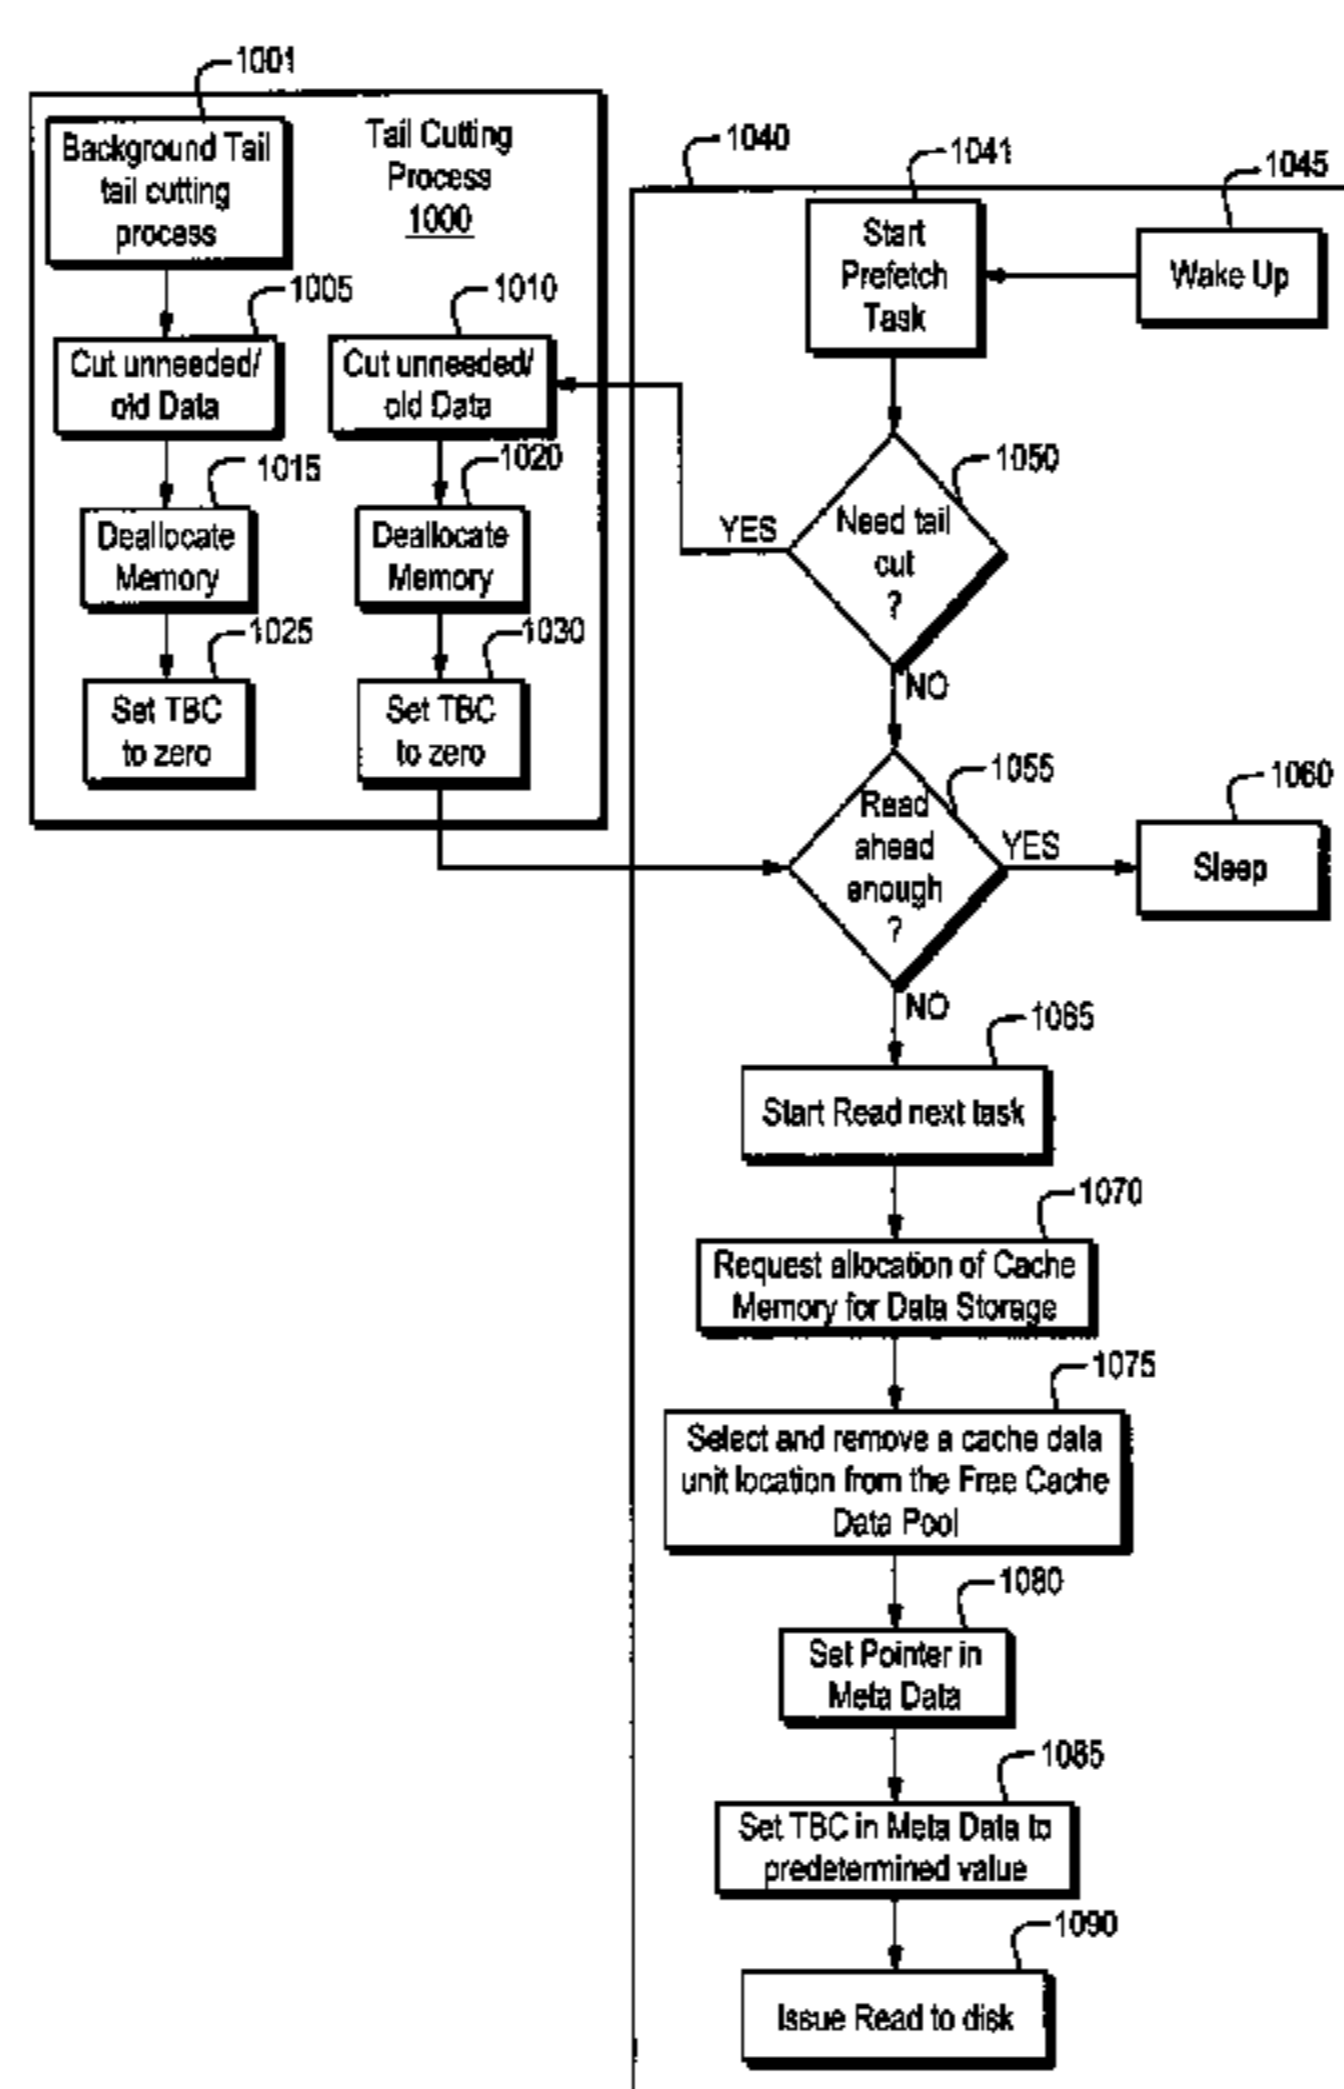 1001
Background Tail
tail cutting
process
Tail Cutting
Process
1000
1005
Cut unneeded/
old Data
1010
Cut unneeded/
old Data
1015
Deallocate
Memory
1020
Deallocate
Memory
1025
Set TBC
to zero
1030
Set TBC
to zero
1040
1041
Start
Prefetch
Task
1045
Wake Up
1050
Need tail
cut
?
YES
NO
1055
Read
ahead
enough
?
YES
NO
1060
Sleep
1065
Start Read next task
1070
Request allocation of Cache
Memory for Data Storage
1075
Select and remove a cache data
unit location from the Free Cache
Data Pool
1080
Set Pointer in
Meta Data
1085
Set TBC in Meta Data to
predetermined value
1090
Issue Read to disk